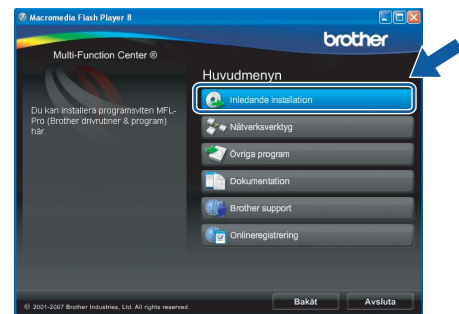 Macromedia Flash Player 8
brother
Multi-Function Center ®
Huvudmenyn
Du kan installera programsviten MFL-
Pro (Brother drivrutiner & program)
här.
Inledande installation
Nätverksverktyg
Övriga program
Dokumentation
Brother support
Onlineregistrering
© 2001-2007 Brother Industries, Ltd. All rights reserved.
Bakåt
Avsluta